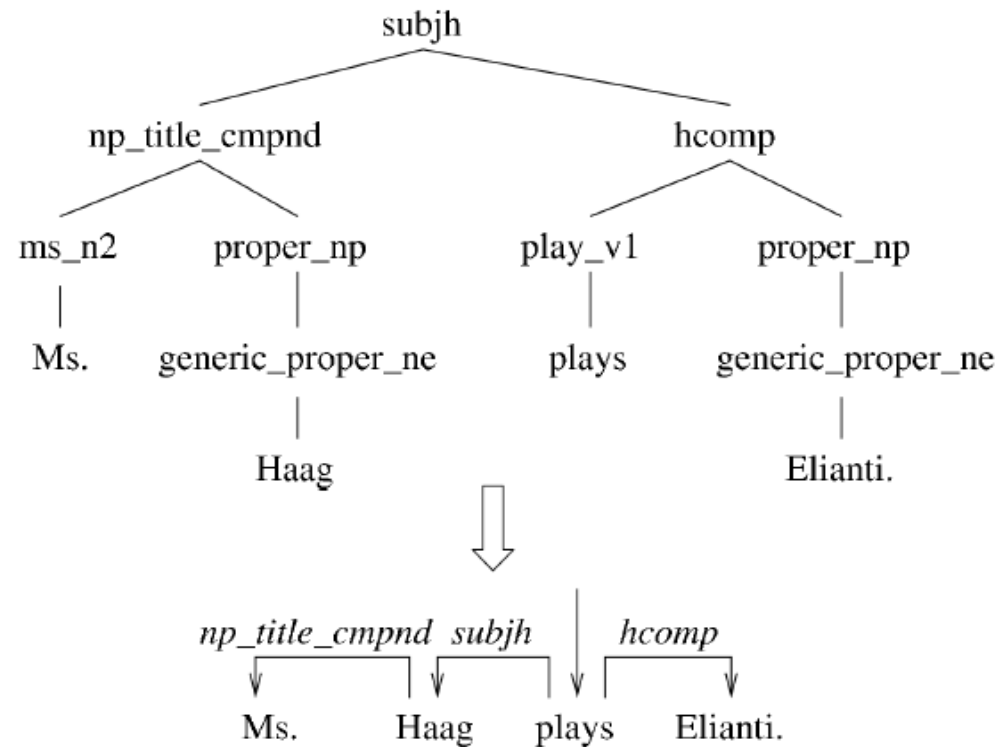 subjh
np_title_cmpnd hcomp
ms_n2 proper_np play_v1 proper_np
Ms. generic_proper_ne plays generic_proper_ne
Haag Elianti.
np_title_cmpnd subjh hcomp
Ms. Haag plays Elianti.